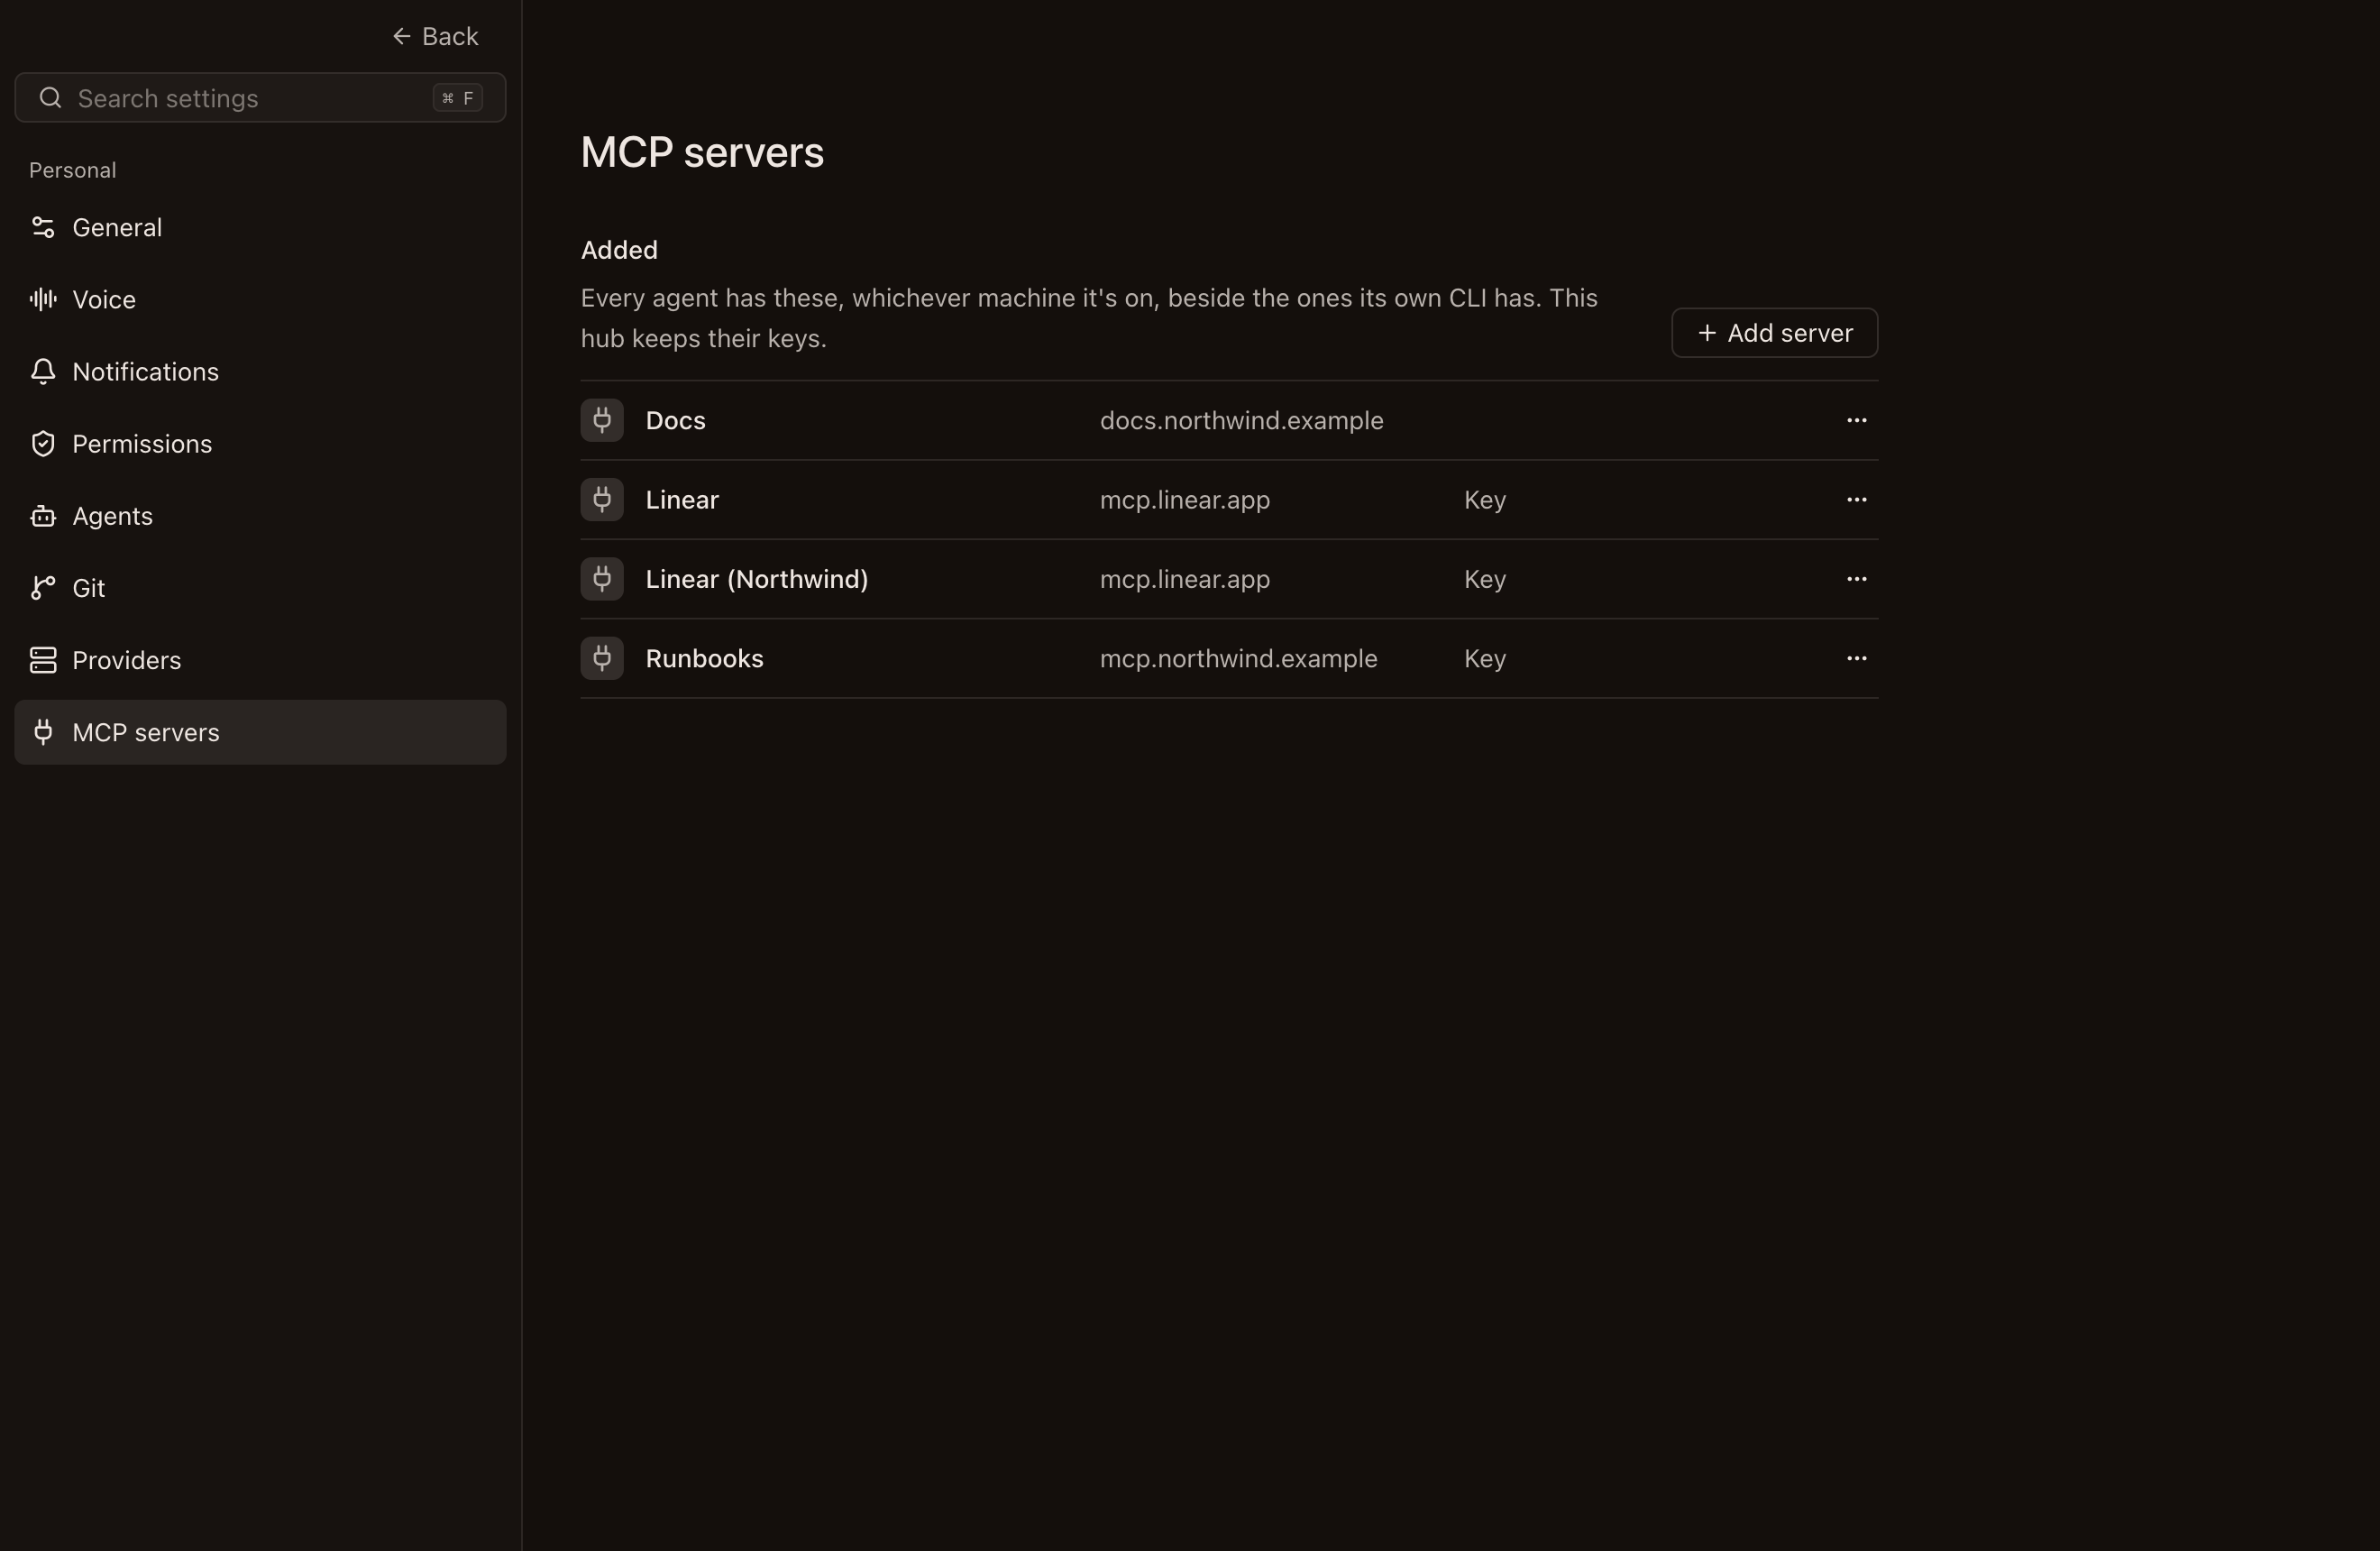 Back
Search settings
⌘ F
Personal
General
Voice
Notifications
Permissions
Agents
Git
Providers
MCP servers
MCP servers
Added
Every agent has these, whichever machine it's on, beside the ones its own CLI has. This
hub keeps their keys.
Add server
Docs docs.northwind.example
Linear mcp.linear.app Key
Linear (Northwind) mcp.linear.app Key
Runbooks mcp.northwind.example Key